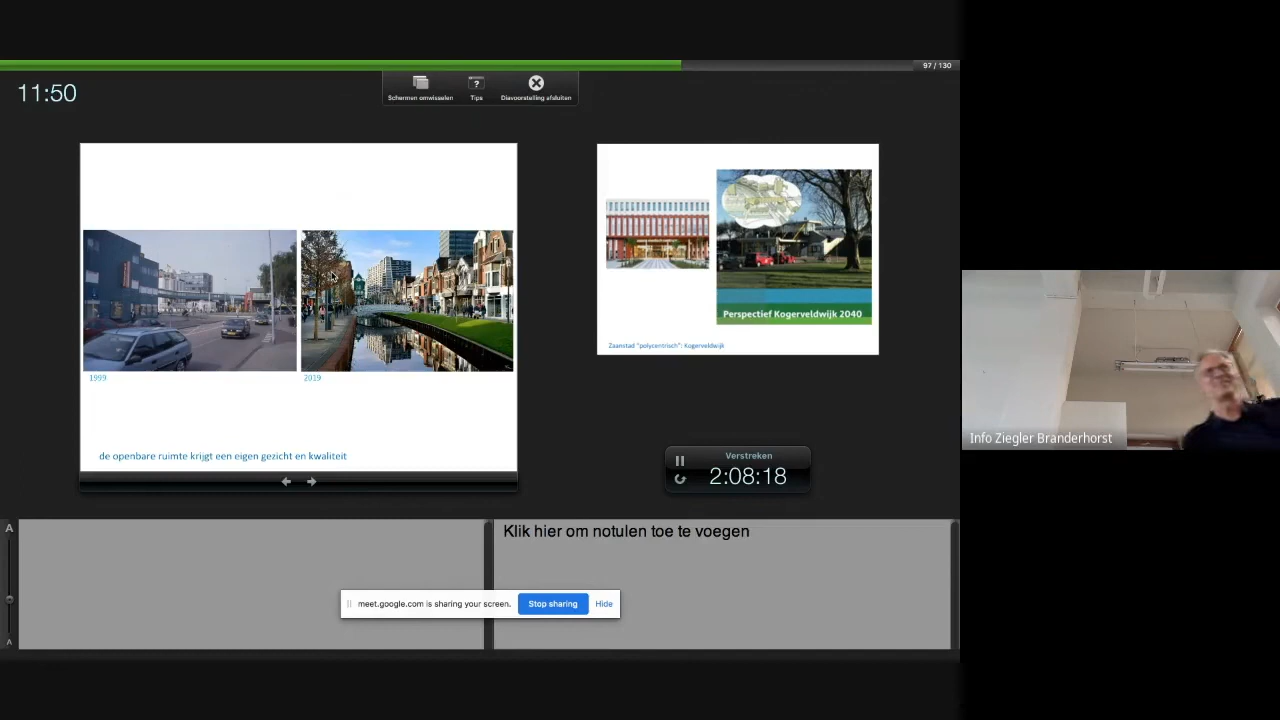 97 / 130
11:50
Schermen omwisselen
Tips
Diavoorstelling afsluiten
1999
2019
de openbare ruimte krijgt een eigen gezicht en kwaliteit
Perspectief Kogerveldwijk 2040
Zaanstad "polycentrisch": Kogerveldwijk
Verstreken
2:08:18
A
A
Klik hier om notulen toe te voegen
meet.google.com is sharing your screen.
Stop sharing
Hide
Info Ziegler Branderhorst